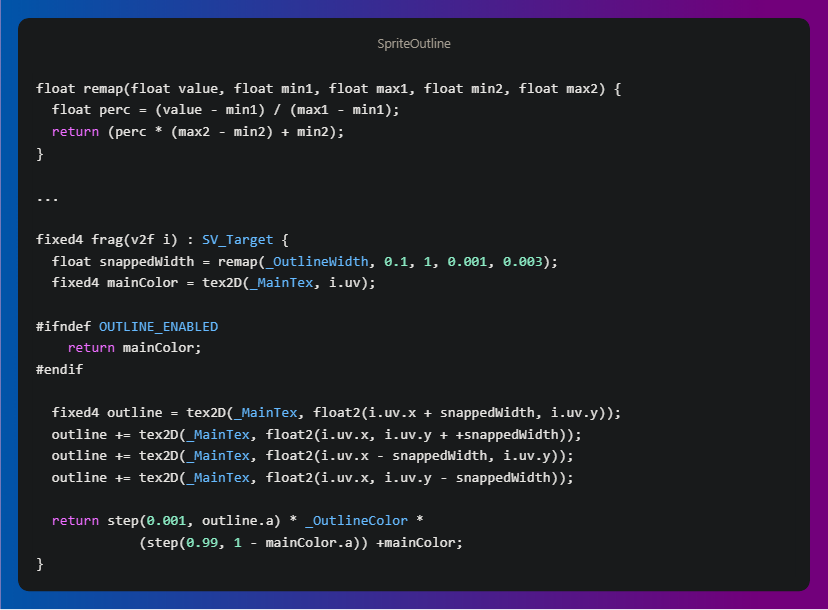 SpriteOutline
float remap(float value, float min1, float max1, float min2, float max2) {
  float perc = (value - min1) / (max1 - min1);
  return (perc * (max2 - min2) + min2);
}
...
fixed4 frag(v2f i) : SV_Target {
  float snappedWidth = remap(_OutlineWidth, 0.1, 1, 0.001, 0.003);
  fixed4 mainColor = tex2D(_MainTex, i.uv);
#ifndef OUTLINE_ENABLED
    return mainColor;
#endif
  fixed4 outline = tex2D(_MainTex, float2(i.uv.x + snappedWidth, i.uv.y));
  outline += tex2D(_MainTex, float2(i.uv.x, i.uv.y + +snappedWidth));
  outline += tex2D(_MainTex, float2(i.uv.x - snappedWidth, i.uv.y));
  outline += tex2D(_MainTex, float2(i.uv.x, i.uv.y - snappedWidth));
  return step(0.001, outline.a) * _OutlineColor *
             (step(0.99, 1 - mainColor.a)) +mainColor;
}